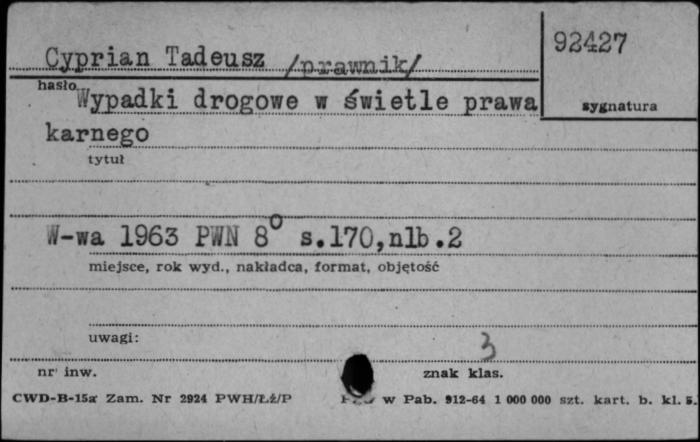 Cyprian Tadeusz /prawnik/
92427
hasło
Wypadki drogowe w świetle prawa
sygnatura
karnego
tytuł
W-wa 1963 PWN 8° s.170,nlb.2
miejsce, rok wyd., nakładca, format, objętość
uwagi:
3
nr inw.
znak klas.
CWD-B-15a Zam. Nr 2924 PWH/Łź/P
w Pab. 912-64 1 000 000 szt. kart. b. kl. 5.